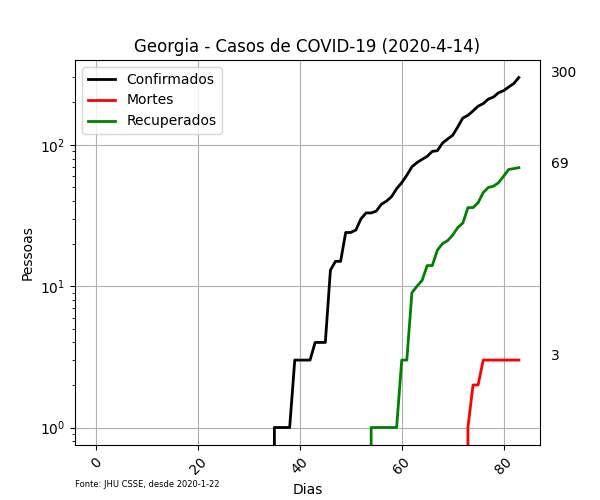 Georgia - Casos de COVID-19 (2020-4-14)
Confirmados
Mortes
Recuperados
300
69
3
10²
10¹
10⁰
Pessoas
0 20 40 60 80
Dias
Fonte: JHU CSSE, desde 2020-1-22